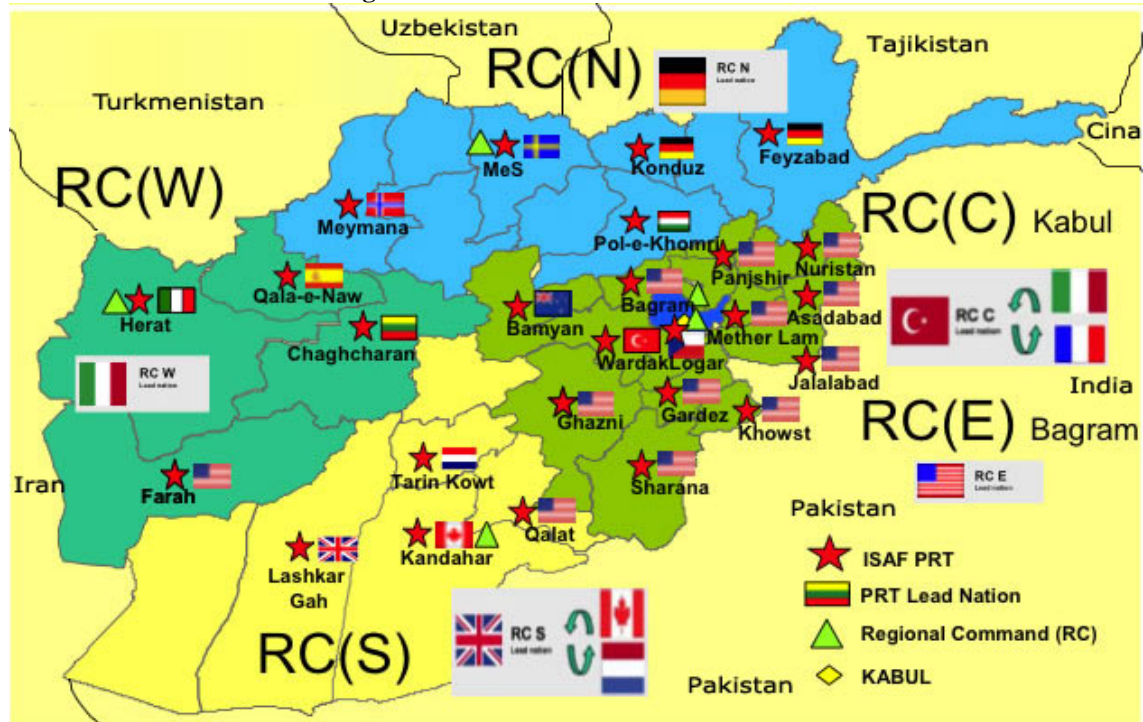 Uzbekistan
Tajikistan
RC(N)
RC N
Lead nation
Turkmenistan
Cina
MeS
Konduz
Feyzabad
RC(W)
Meymana
Pol-e-Khomri
RC(C) Kabul
Panjshir
Nuristan
Qala-e-Naw
Bagram
Herat
Bamyan
Asadabad
Mether Lam
RC C
Lead nation
Chaghcharan
Wardak
Logar
RC W
Lead nation
Jalalabad
India
Ghazni
Gardez
Khowst
RC(E) Bagram
Iran
Farah
Tarin Kowt
Sharana
RC E
Lead nation
Pakistan
Qalat
Kandahar
Lashkar
Gah
ISAF PRT
PRT Lead Nation
RC S
Lead nation
Regional Command (RC)
RC(S)
Pakistan
KABUL